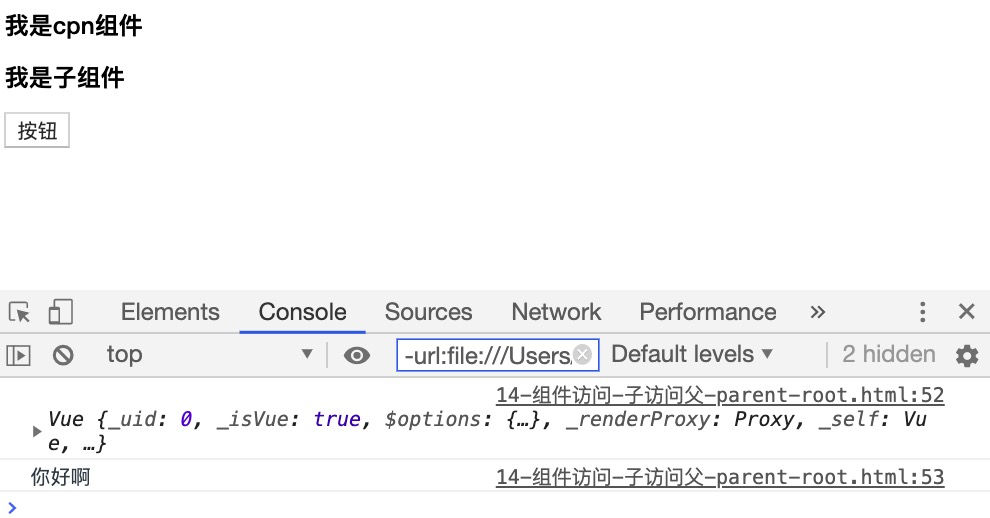 我是cpn组件
我是子组件
按钮
Elements Console Sources Network Performance »
top ▼ -url:file:///Users, Default levels ▼ 2 hidden
14-组件访问-子访问父-parent-root.html:52
▶ Vue {_uid: 0, _isVue: true, $options: {…}, _renderProxy: Proxy, _self: Vu
e, …}
你好啊 14-组件访问-子访问父-parent-root.html:53
>